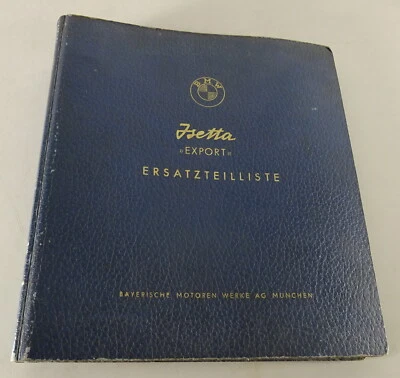 BMW
Isetta
«EXPORT»
ERSATZTEILLISTE
BAYERISCHE MOTOREN WERKE AG MÜNCHEN